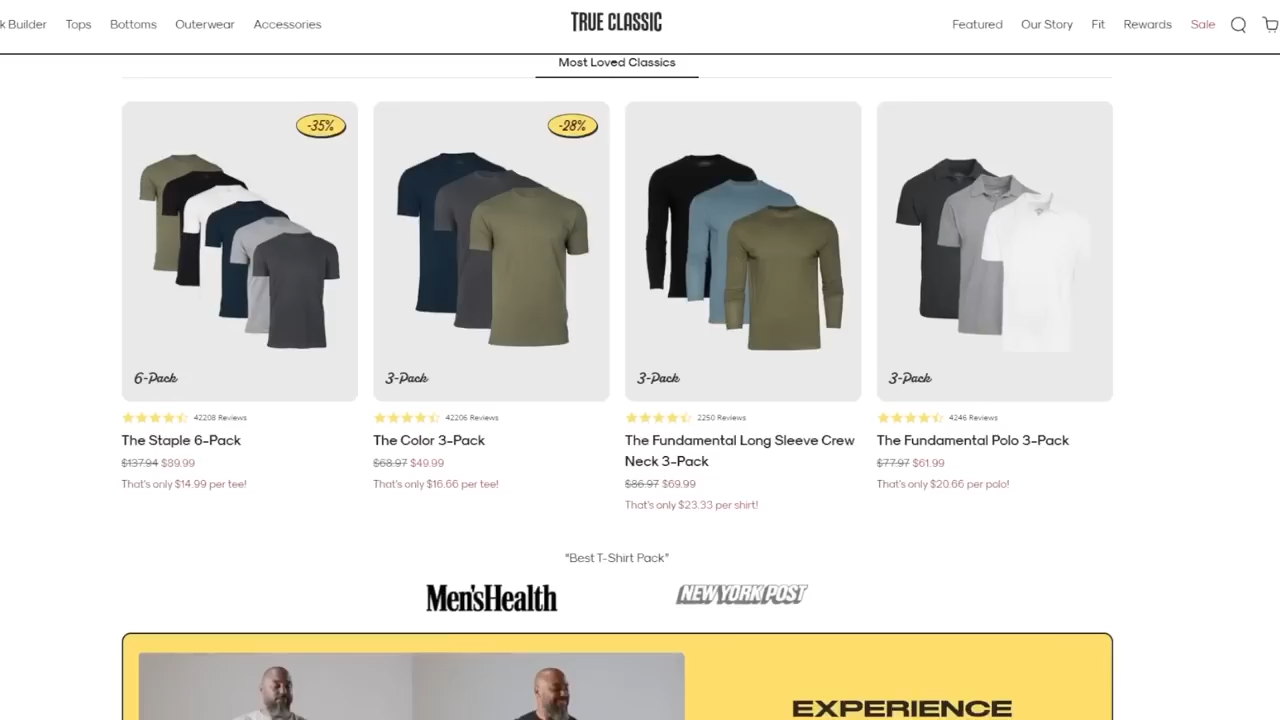 k Builder Tops Bottoms Outerwear Accessories TRUE CLASSIC Featured Our Story Fit Rewards Sale
Most Loved Classics
-35%
6-Pack
42208 Reviews
The Staple 6-Pack
$137.94 $89.99
That's only $14.99 per tee!
-28%
3-Pack
42206 Reviews
The Color 3-Pack
$68.97 $49.99
That's only $16.66 per tee!
3-Pack
2250 Reviews
The Fundamental Long Sleeve Crew
Neck 3-Pack
$86.97 $69.99
That's only $23.33 per shirt!
3-Pack
4246 Reviews
The Fundamental Polo 3-Pack
$77.97 $61.99
That's only $20.66 per polo!
"Best T-Shirt Pack"
Men'sHealth NEW YORK POST
EXPERIENCE